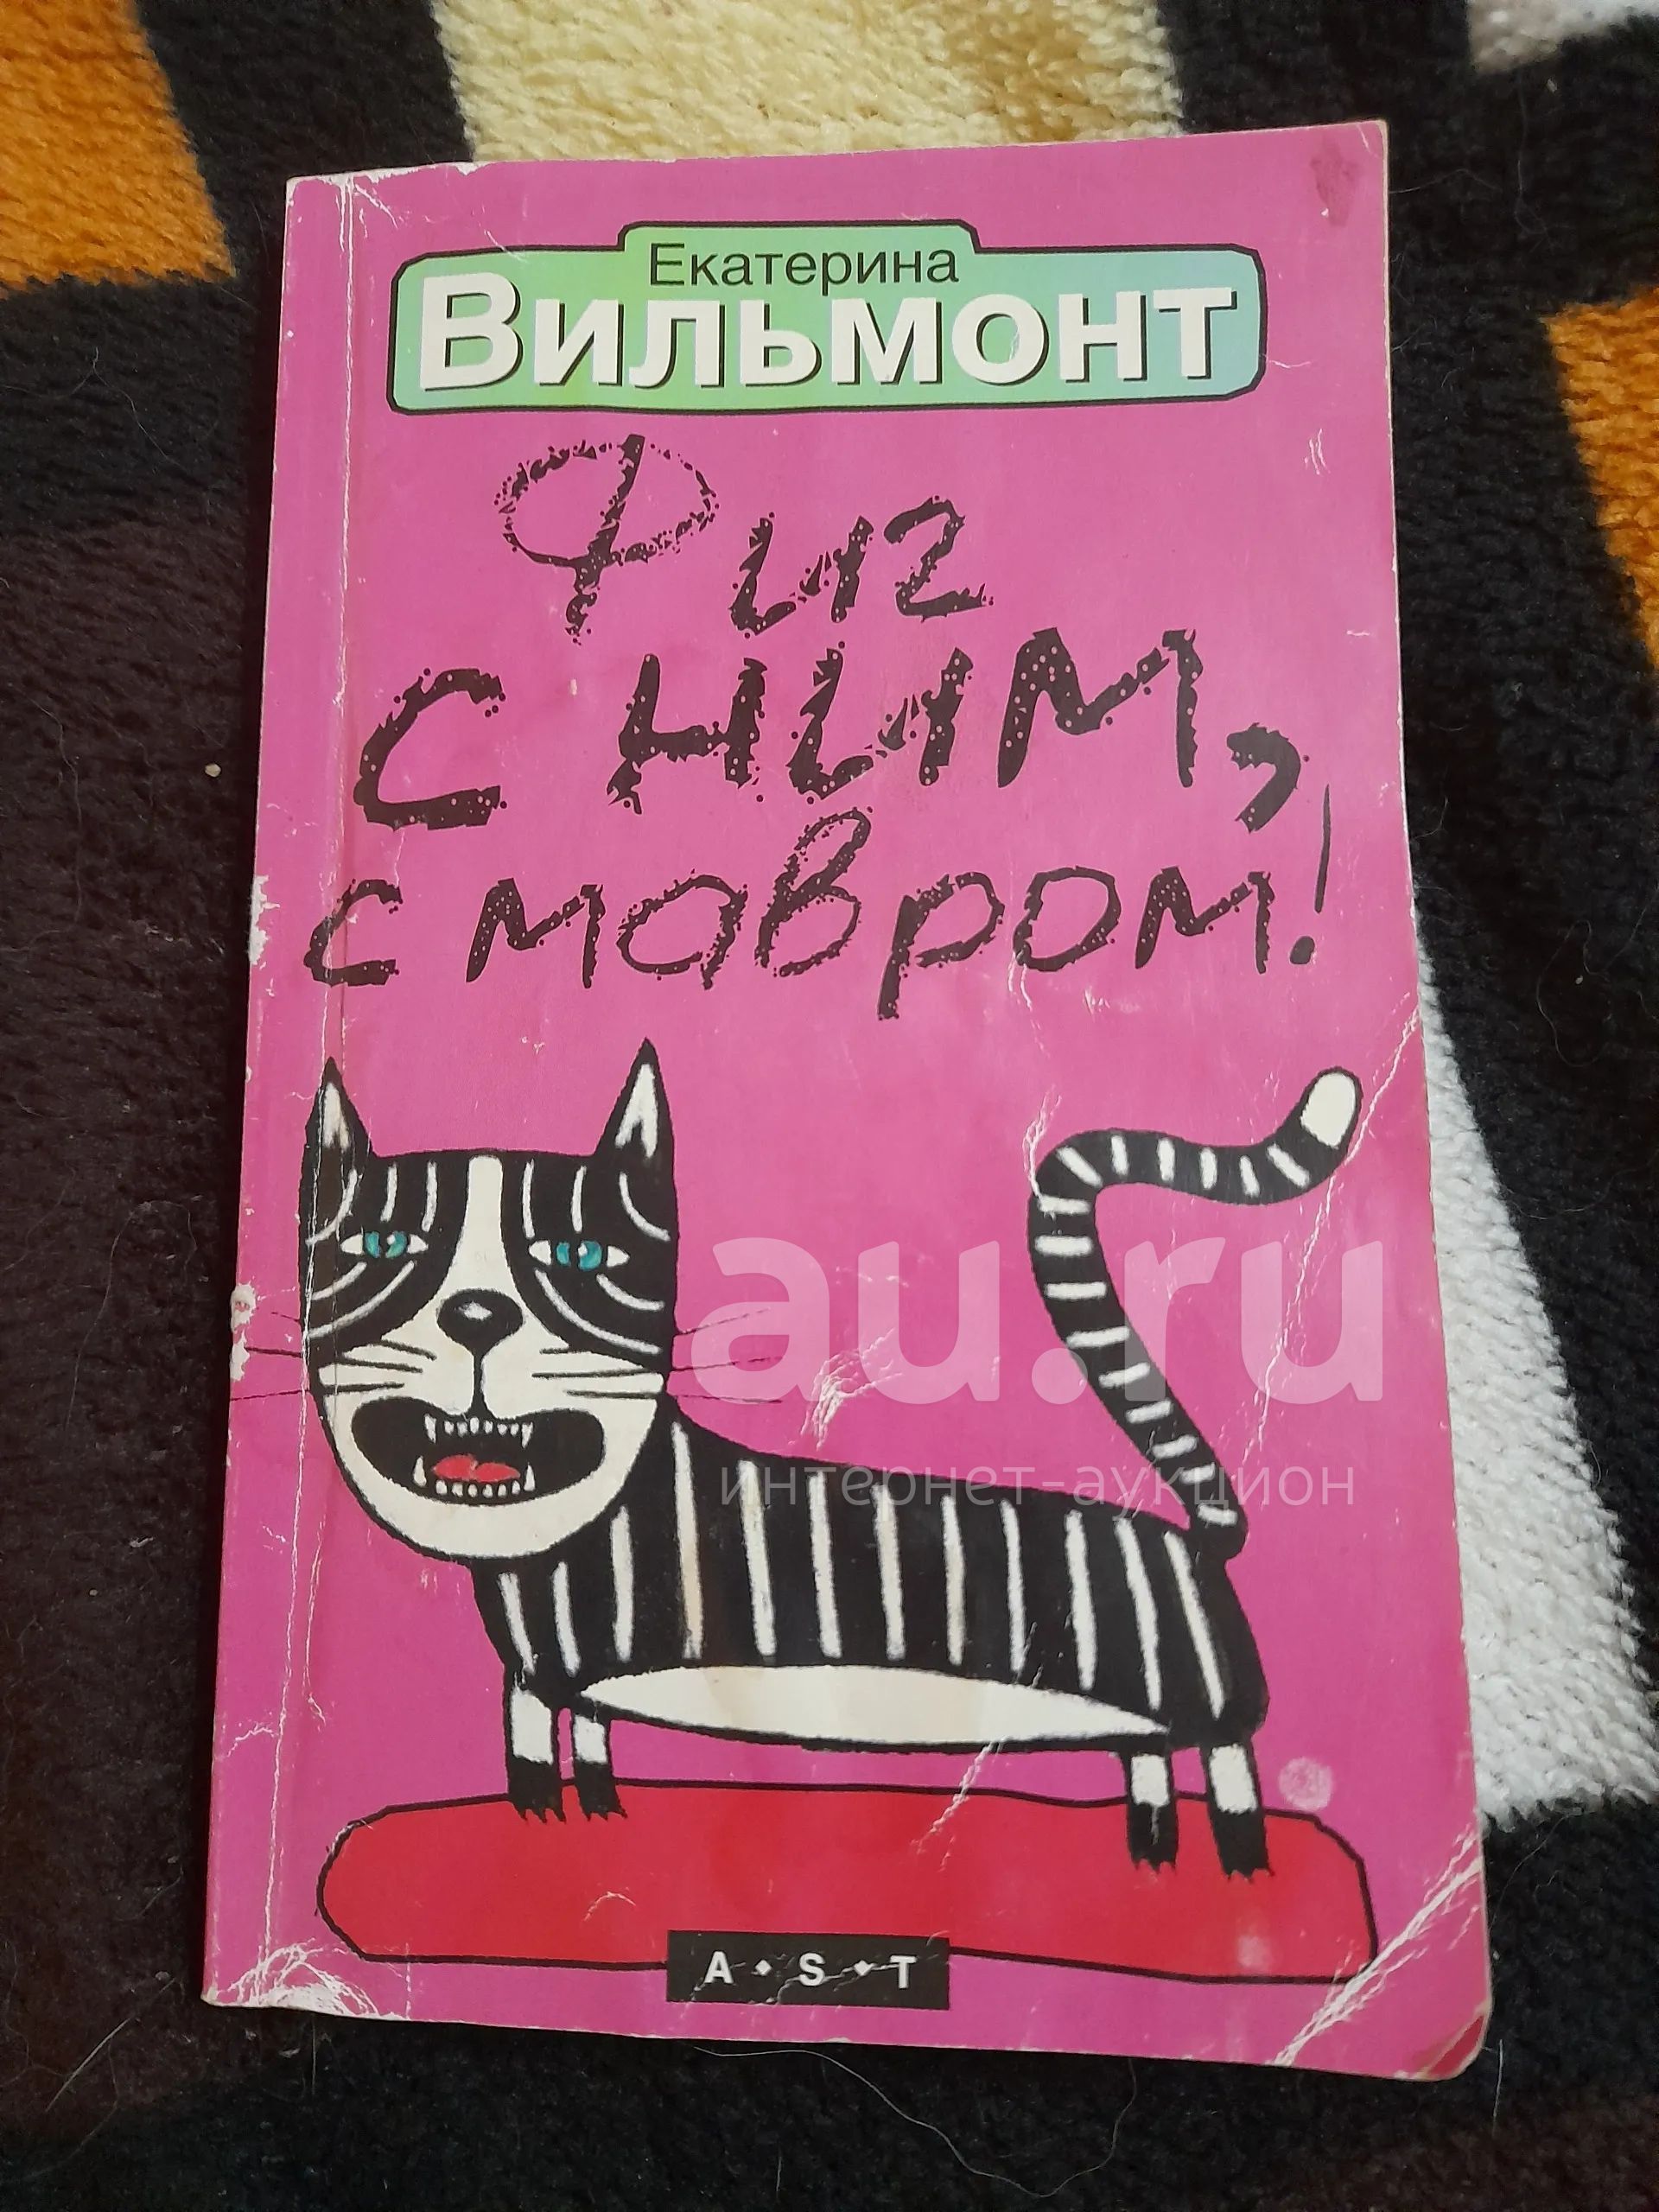 Екатерина
Вильмонт
Фиг
с ним,
с мавром!
au.ru
интернет-аукцион
A•S•T